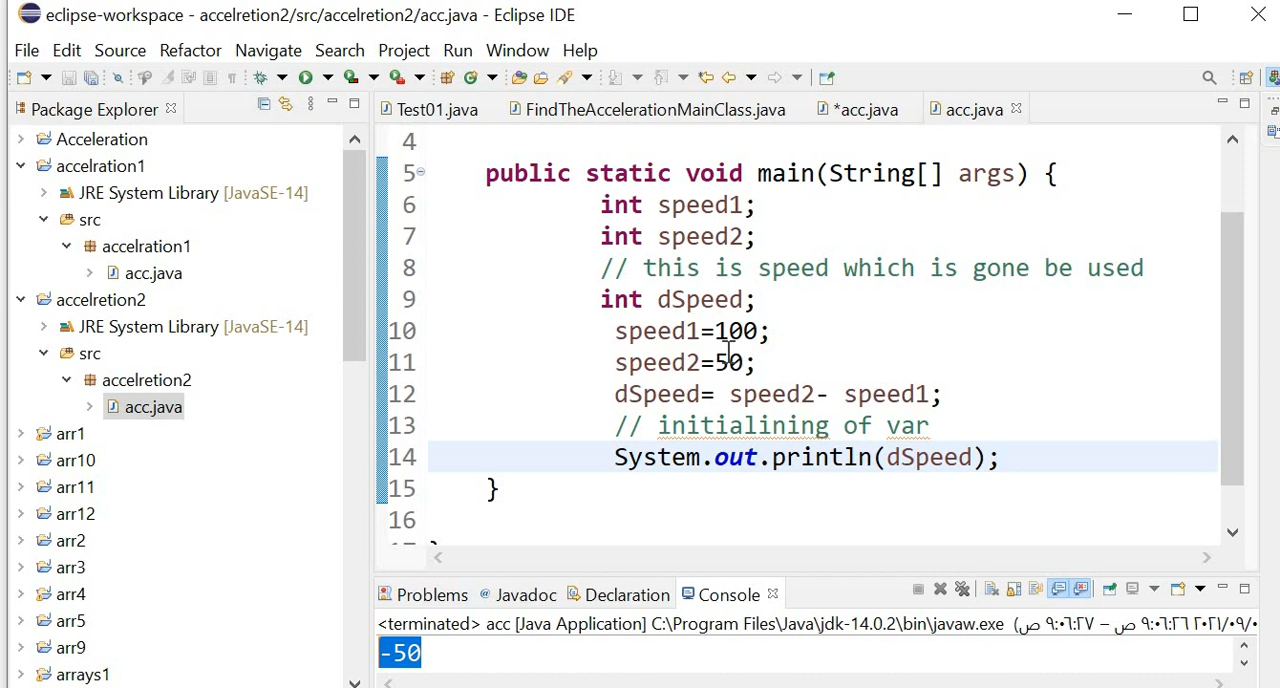 eclipse-workspace - accelretion2/src/accelretion2/acc.java - Eclipse IDE
File Edit Source Refactor Navigate Search Project Run Window Help
Package Explorer
Test01.java FindTheAccelerationMainClass.java *acc.java acc.java
Acceleration
accelration1
JRE System Library [JavaSE-14]
src
accelration1
acc.java
accelretion2
JRE System Library [JavaSE-14]
src
accelretion2
acc.java
arr1
arr10
arr11
arr12
arr2
arr3
arr4
arr5
arr9
arrays1
4
5 public static void main(String[] args) {
6 int speed1;
7 int speed2;
8 // this is speed which is gone be used
9 int dSpeed;
10 speed1=100;
11 speed2=50;
12 dSpeed= speed2- speed1;
13 // initialining of var
14 System.out.println(dSpeed);
15 }
16
Problems Javadoc Declaration Console
<terminated> acc [Java Application] C:\Program Files\Java\jdk-14.0.2\bin\javaw.exe
-50